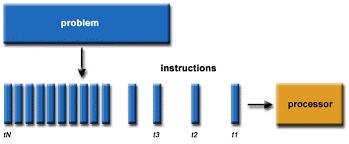 problem
instructions
processor
tN
t3
t2
t1